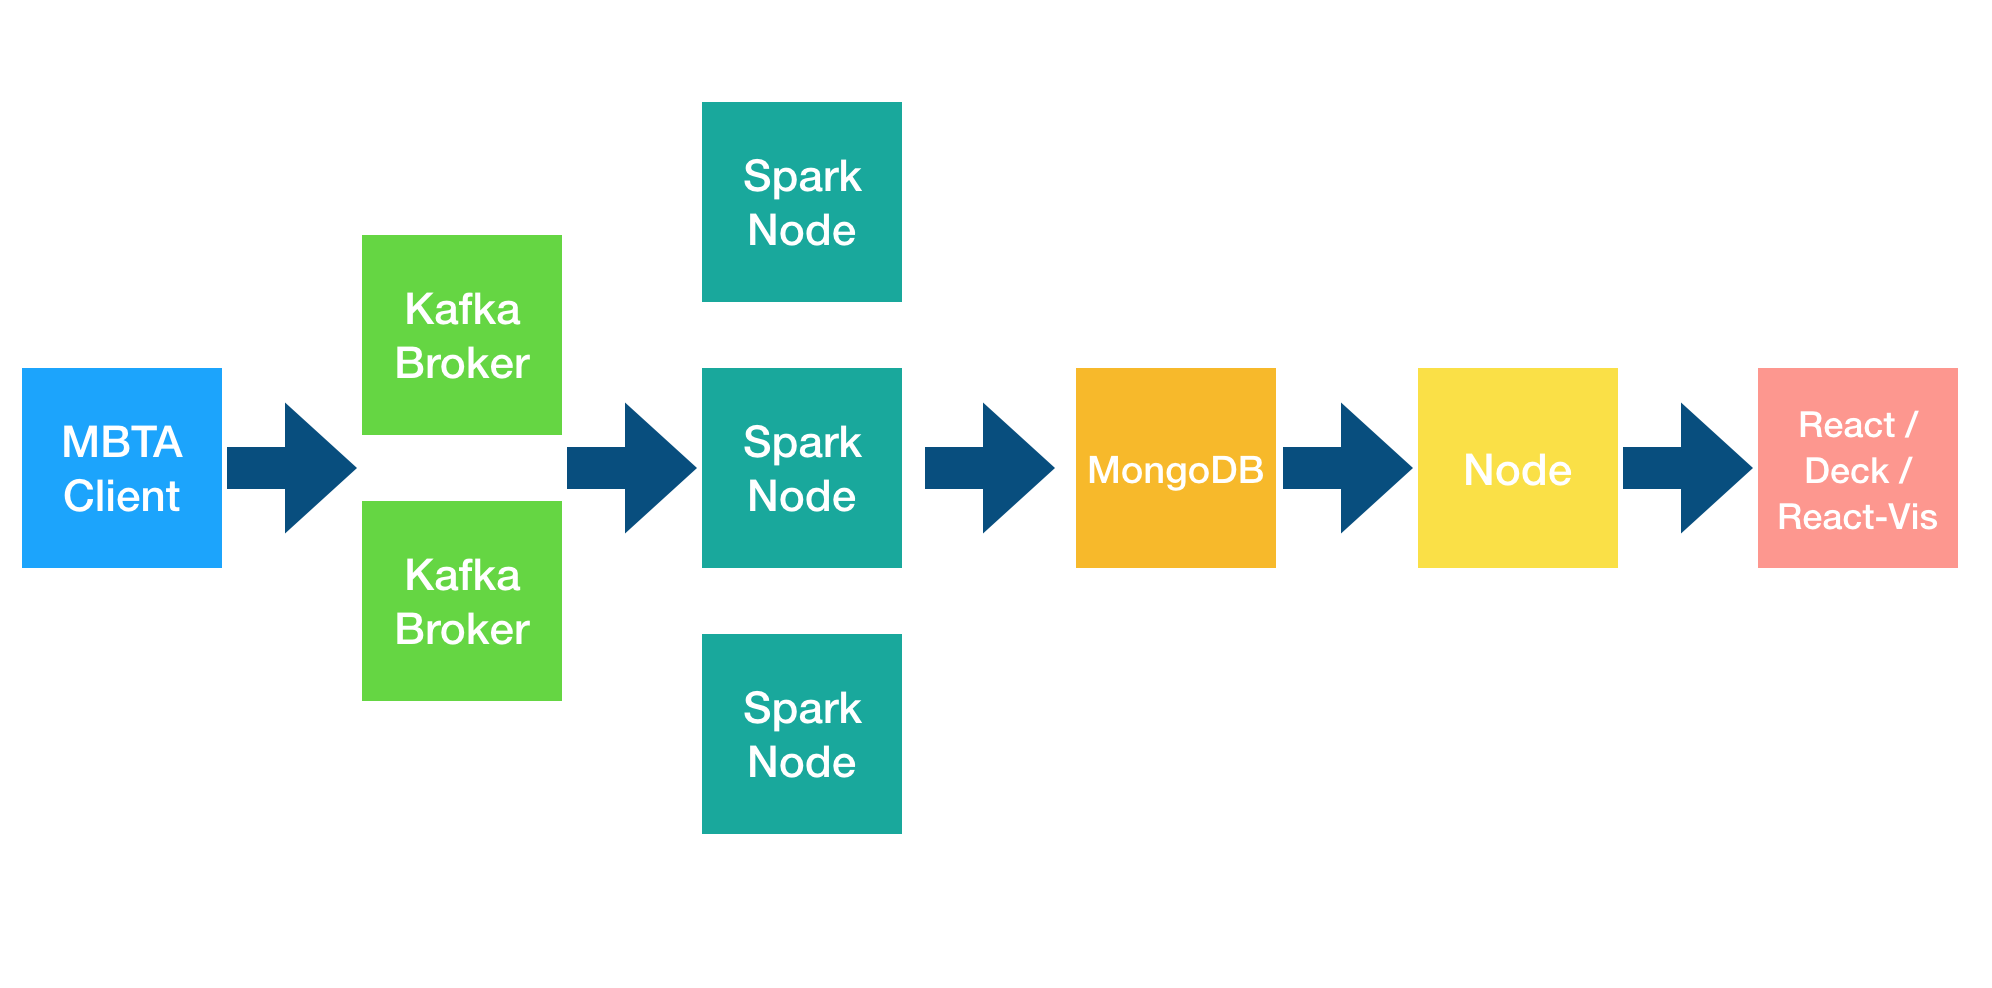 MBTA
Client
Kafka
Broker
Kafka
Broker
Spark
Node
Spark
Node
Spark
Node
MongoDB
Node
React /
Deck /
React-Vis